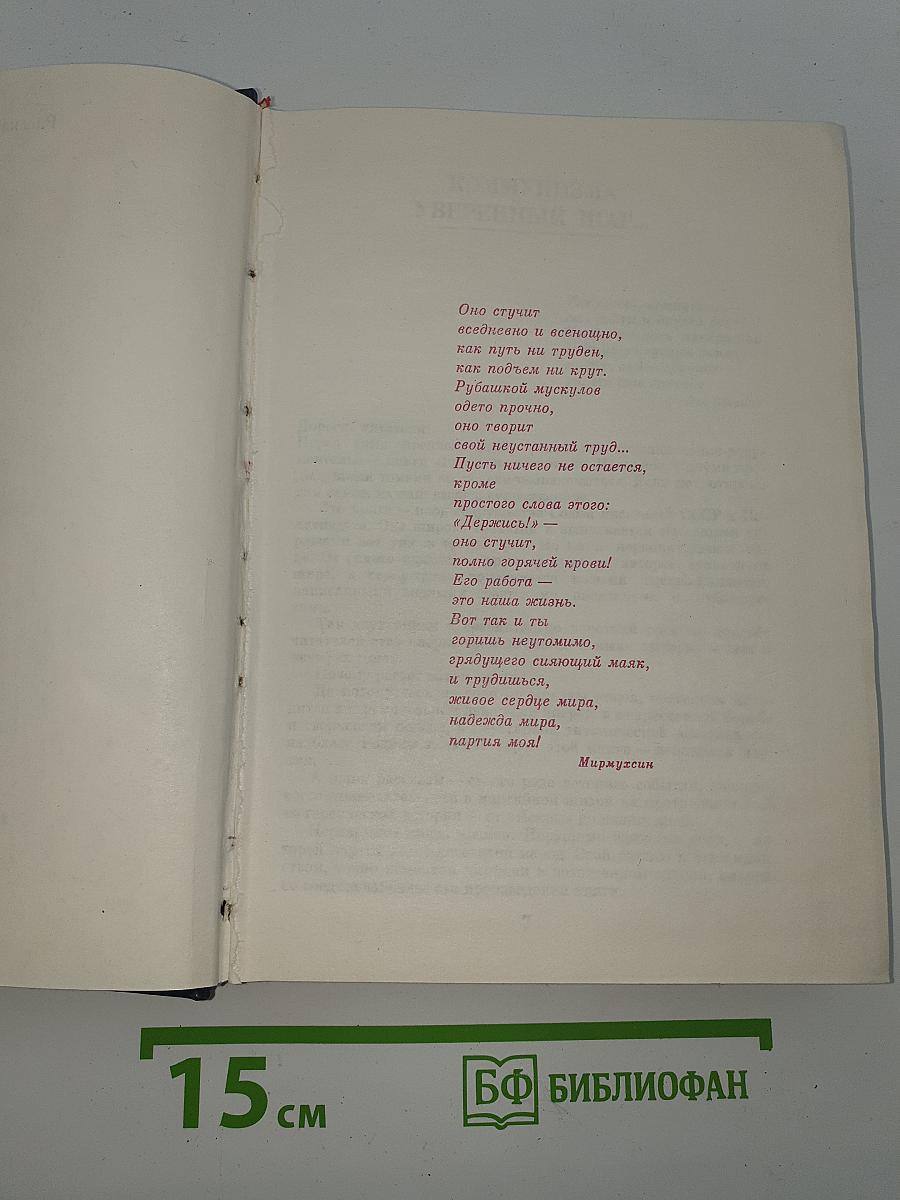 Оно стучит
вседневно и всенощно,
как путь ни труден,
как подъем ни крут.
Рубашкой мускулов
одето прочно,
оно творит
свой неустанный труд...
Пусть ничего не остается,
кроме
простого слова этого:
«Держись!» —
оно стучит,
полно горячей крови!
Его работа —
это наша жизнь.
Вот так и ты
горишь неутомимо,
грядущего сияющий маяк,
и трудишься,
живое сердце мира,
надежда мира,
партия моя!
Мирмухсин
15 см
БФ БИБЛИОФАН